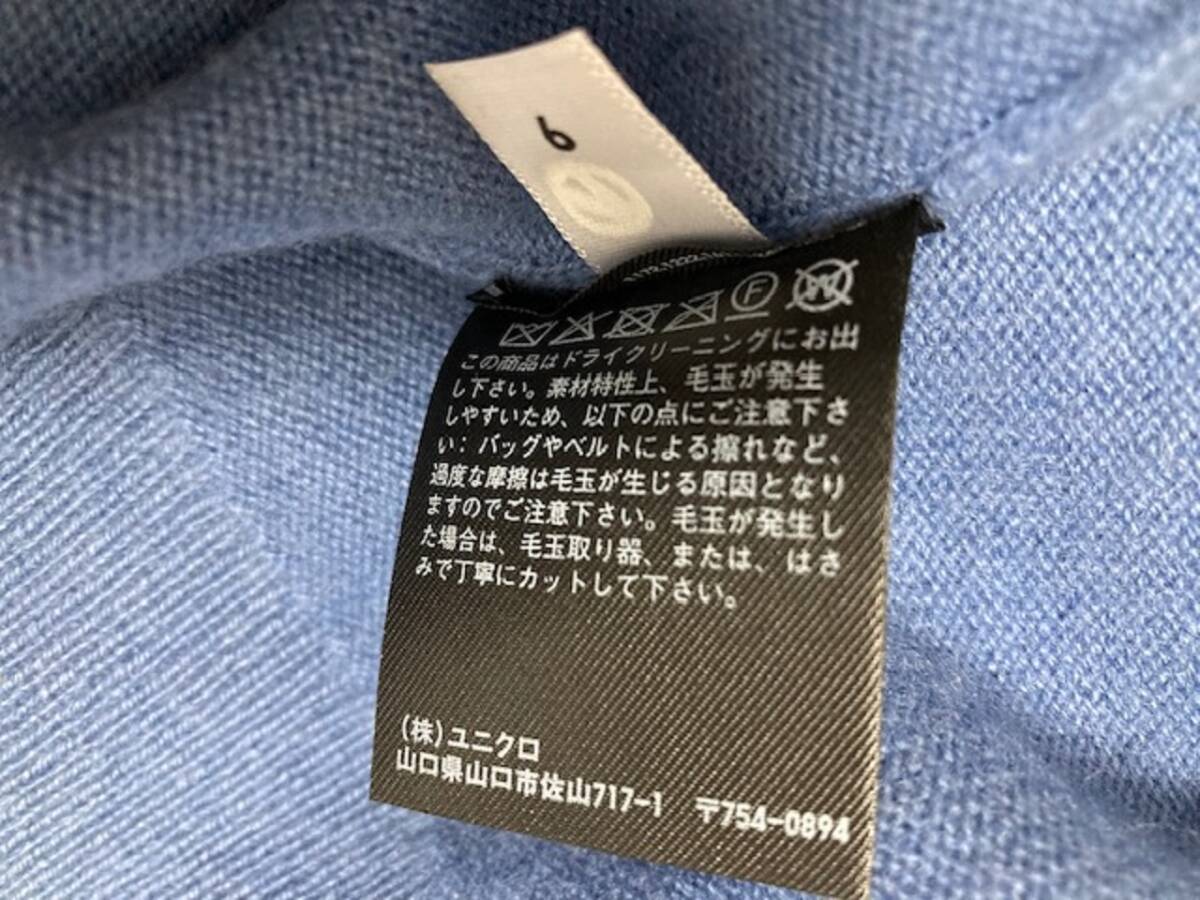 6
F
W
この商品はドライクリーニングにお出
し下さい。素材特性上、毛玉が発生
しやすいため、以下の点にご注意下さ
い：バッグやベルトによる擦れなど、
過度な摩擦は毛玉が生じる原因となり
ますのでご注意下さい。毛玉が発生し
た場合は、毛玉取り器、または、はさ
みで丁寧にカットして下さい。
(株)ユニクロ
山口県山口市佐山717-1 〒754-0894